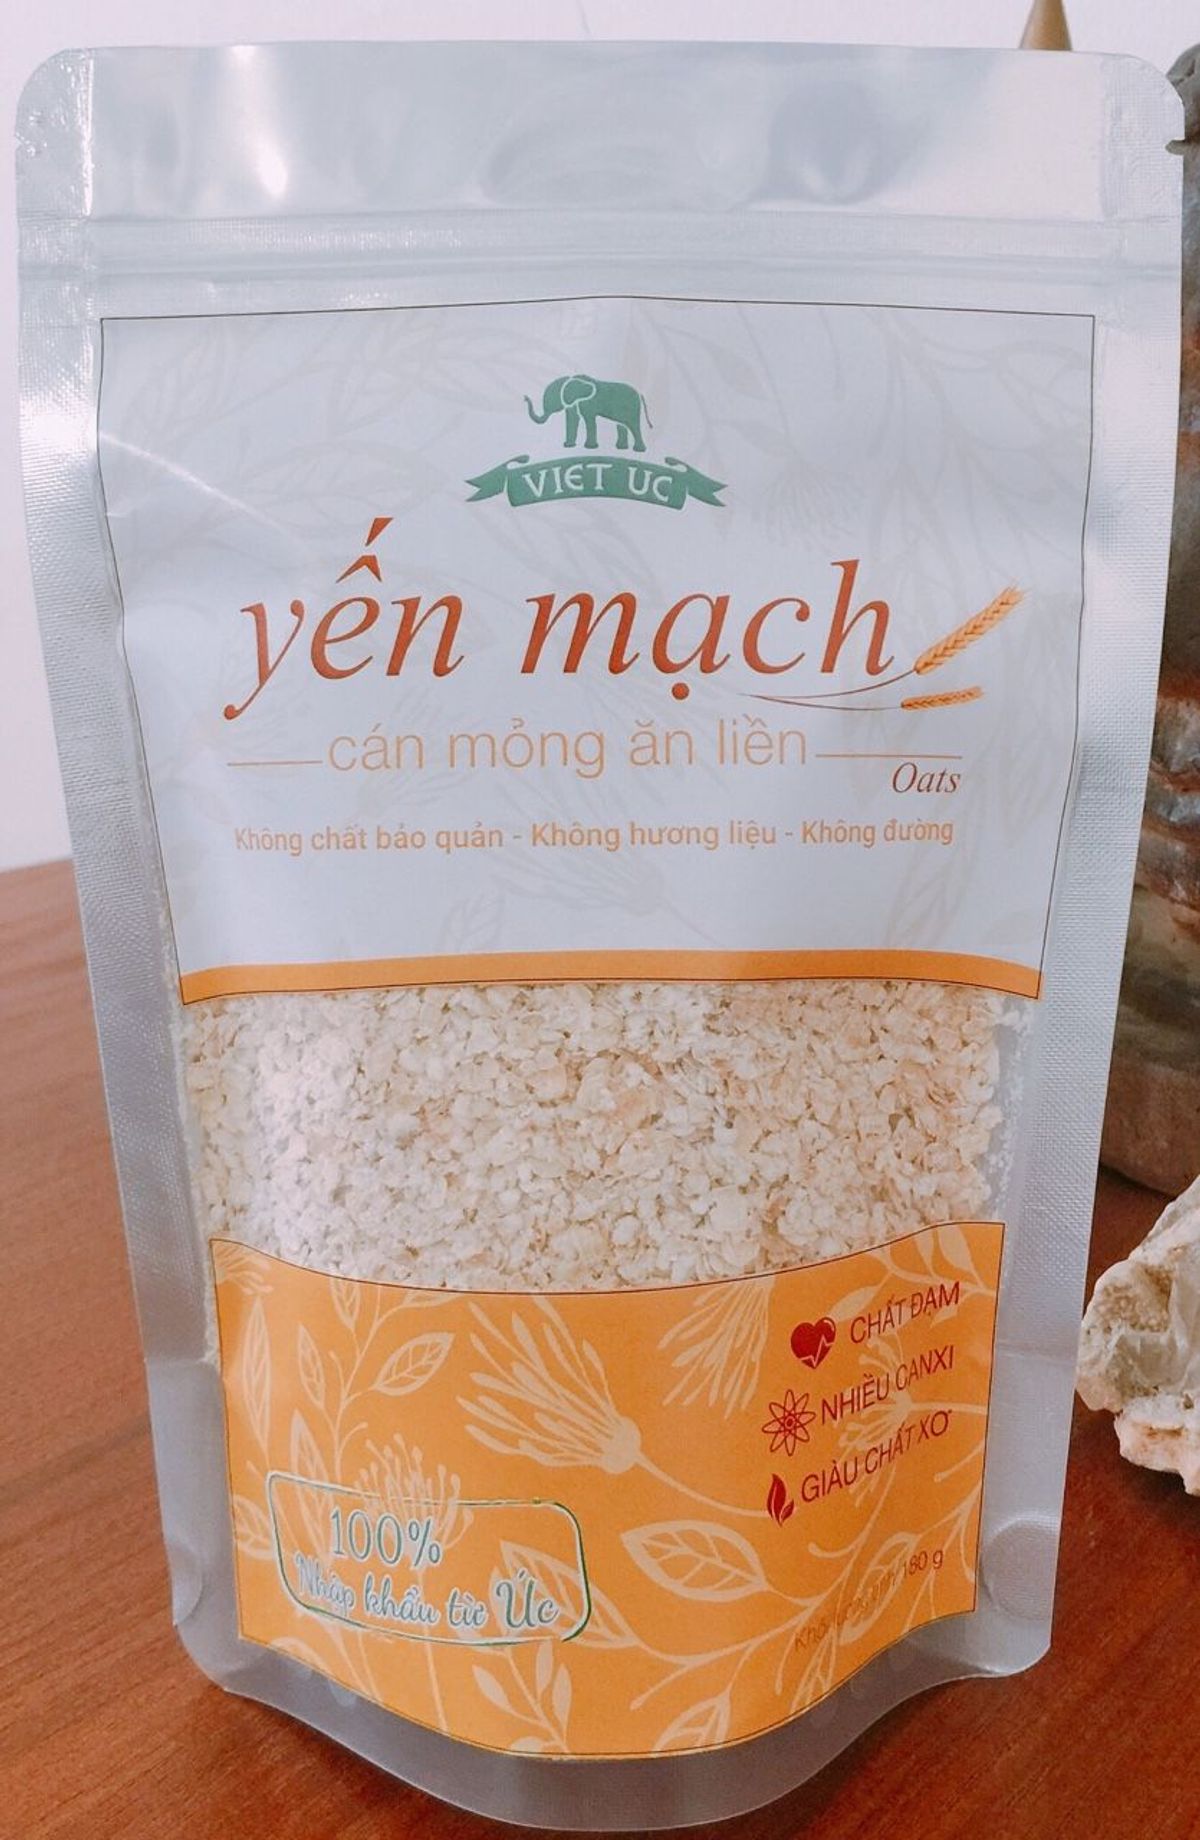 VIET UC
yến mạch
cán mỏng ăn liền
Oats
Không chất bảo quản - Không hương liệu - Không đường
CHẤT ĐẠM
NHIỀU CANXI
GIÀU CHẤT XƠ
100%
Nhập khẩu từ Úc
180 g